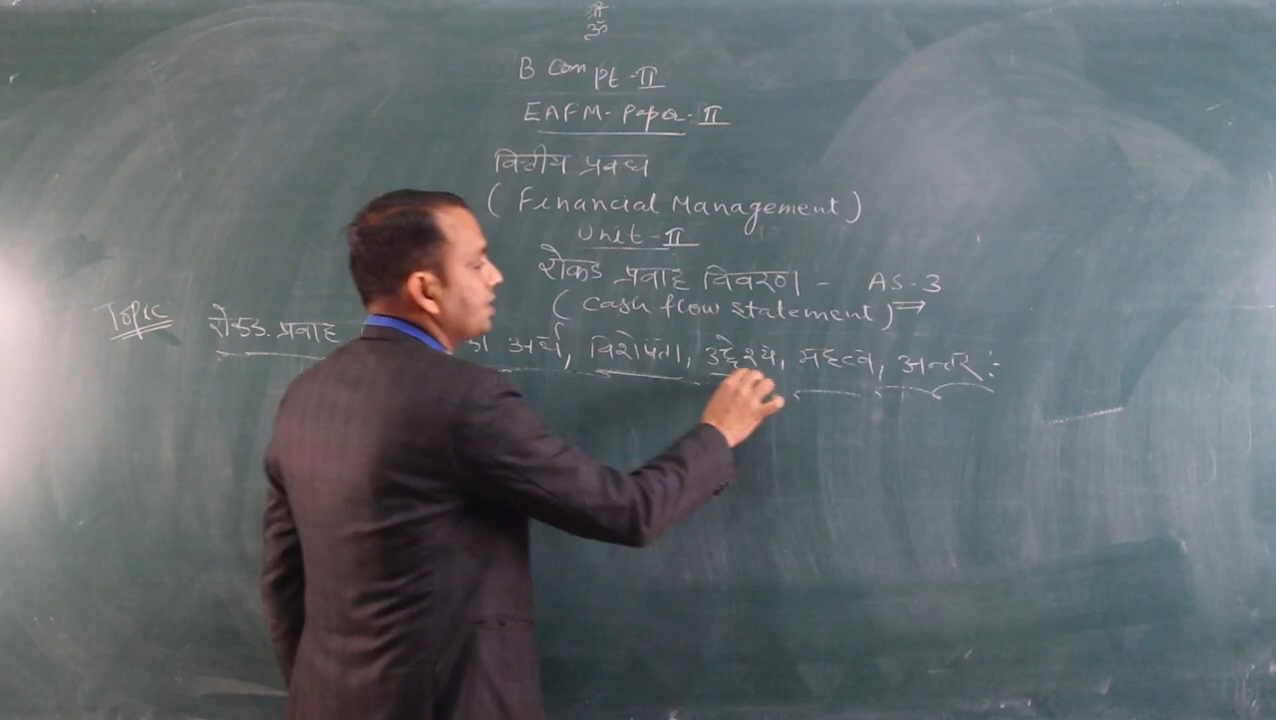 श्री
ॐ
B Com pt-II
EAFM- Paper-II
वित्तीय प्रबन्ध
( Financial Management )
Unit-II
रोकड प्रवाह विवरण - AS-3
( Cash flow statement ) ⇒
Topic रोकड. प्रवाह का अर्थ, विशेषता, उद्देश्य, महत्व, अन्तर :-